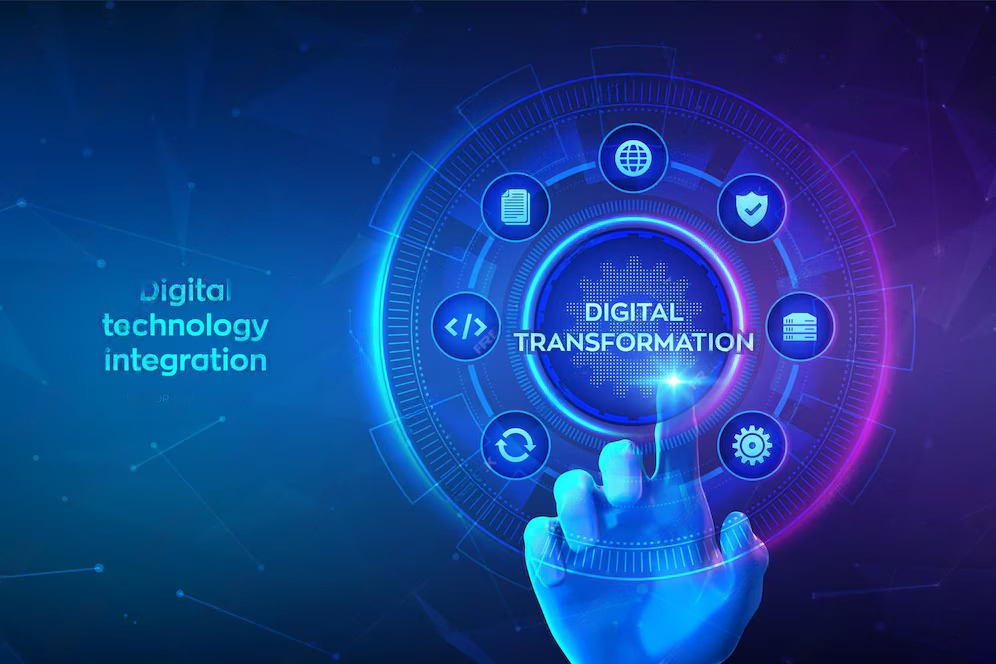 Digital
technology
integration
DIGITAL
TRANSFORMATION